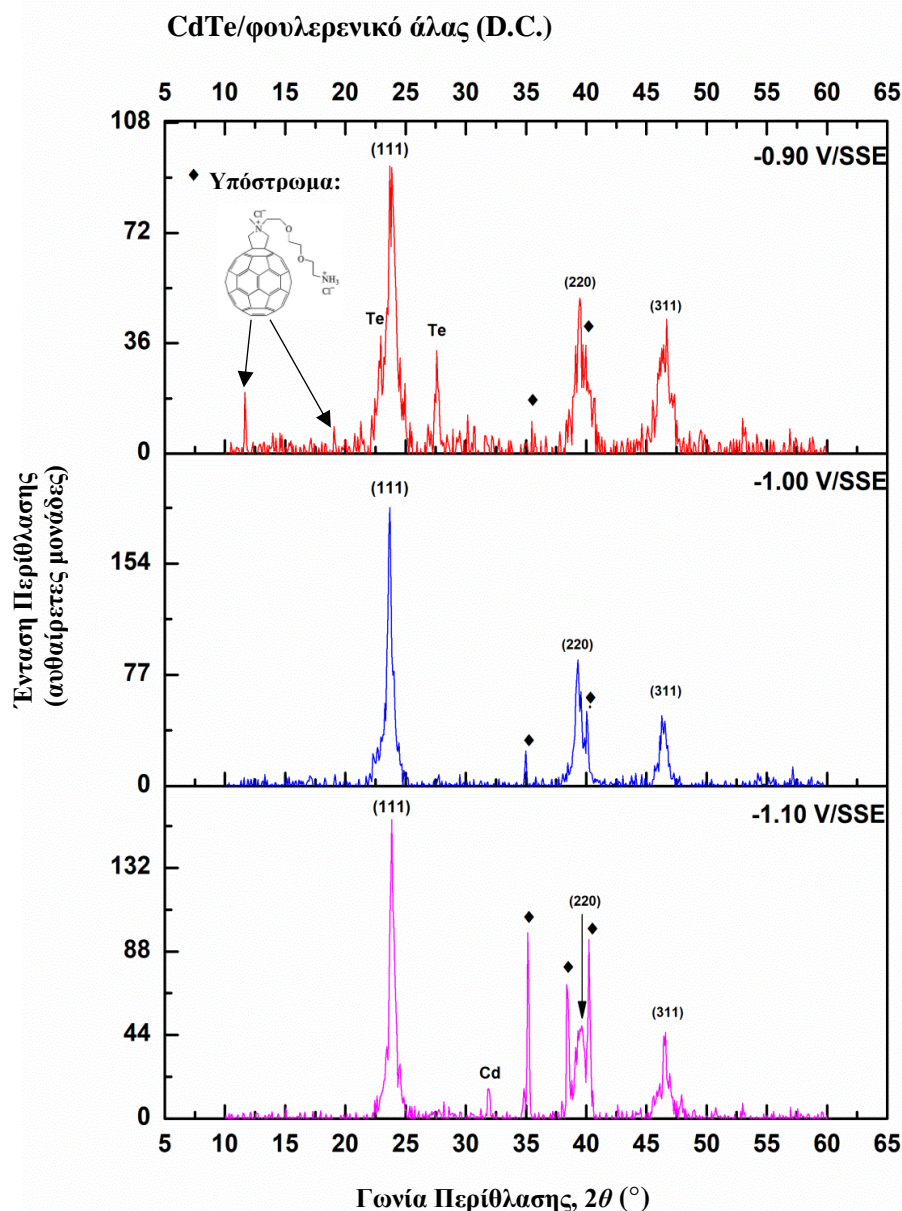 CdTe/φουλερενικό άλας (D.C.)
5 10 15 20 25 30 35 40 45 50 55 60 65
108
72
36
0
(111)
-0.90 V/SSE
♦ Υπόστρωμα:
Cl⁻
N
+
O
O
+
NH₃
Cl⁻
Te
Te
(220)
♦
(311)
♦
154
77
0
(111)
-1.00 V/SSE
(220)
♦
(311)
♦
132
88
44
0
(111)
-1.10 V/SSE
(220)
♦
♦
♦
(311)
Cd
5 10 15 20 25 30 35 40 45 50 55 60 65
Ένταση Περίθλασης
(αυθαίρετες μονάδες)
Γωνία Περίθλασης, 2θ (°)